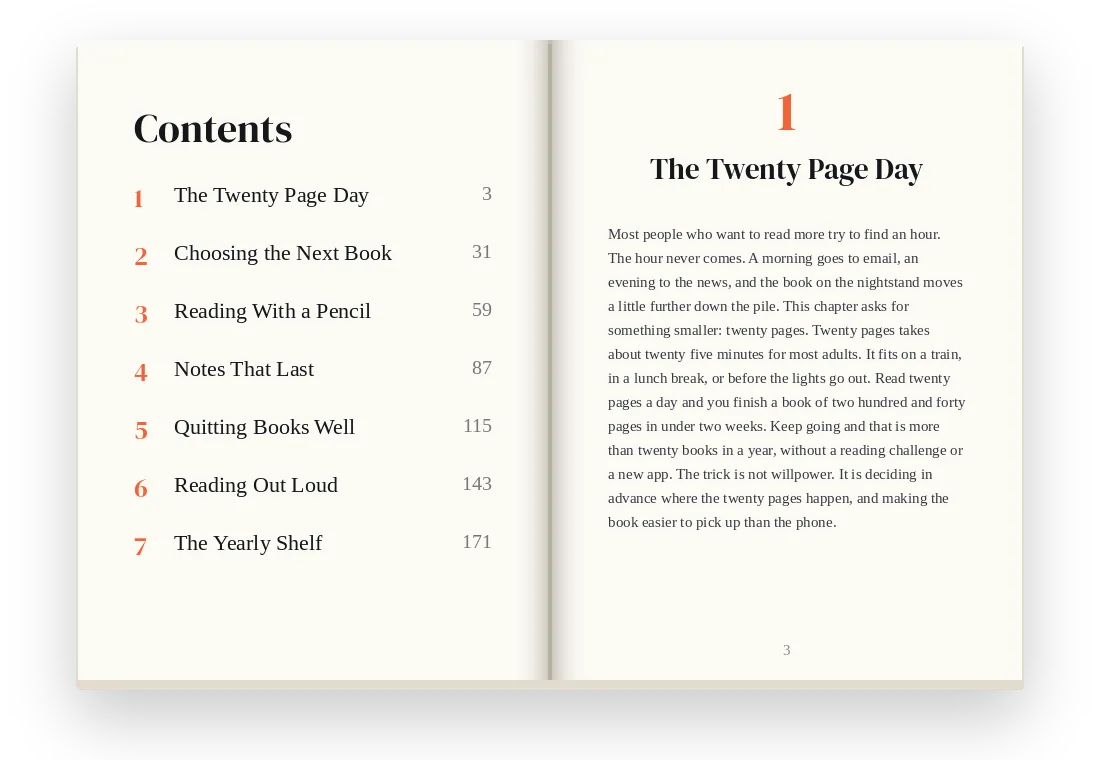 Contents
1 The Twenty Page Day 3
2 Choosing the Next Book 31
3 Reading With a Pencil 59
4 Notes That Last 87
5 Quitting Books Well 115
6 Reading Out Loud 143
7 The Yearly Shelf 171
1
The Twenty Page Day
Most people who want to read more try to find an hour.
The hour never comes. A morning goes to email, an
evening to the news, and the book on the nightstand moves
a little further down the pile. This chapter asks for
something smaller: twenty pages. Twenty pages takes
about twenty five minutes for most adults. It fits on a train,
in a lunch break, or before the lights go out. Read twenty
pages a day and you finish a book of two hundred and forty
pages in under two weeks. Keep going and that is more
than twenty books in a year, without a reading challenge or
a new app. The trick is not willpower. It is deciding in
advance where the twenty pages happen, and making the
book easier to pick up than the phone.
3